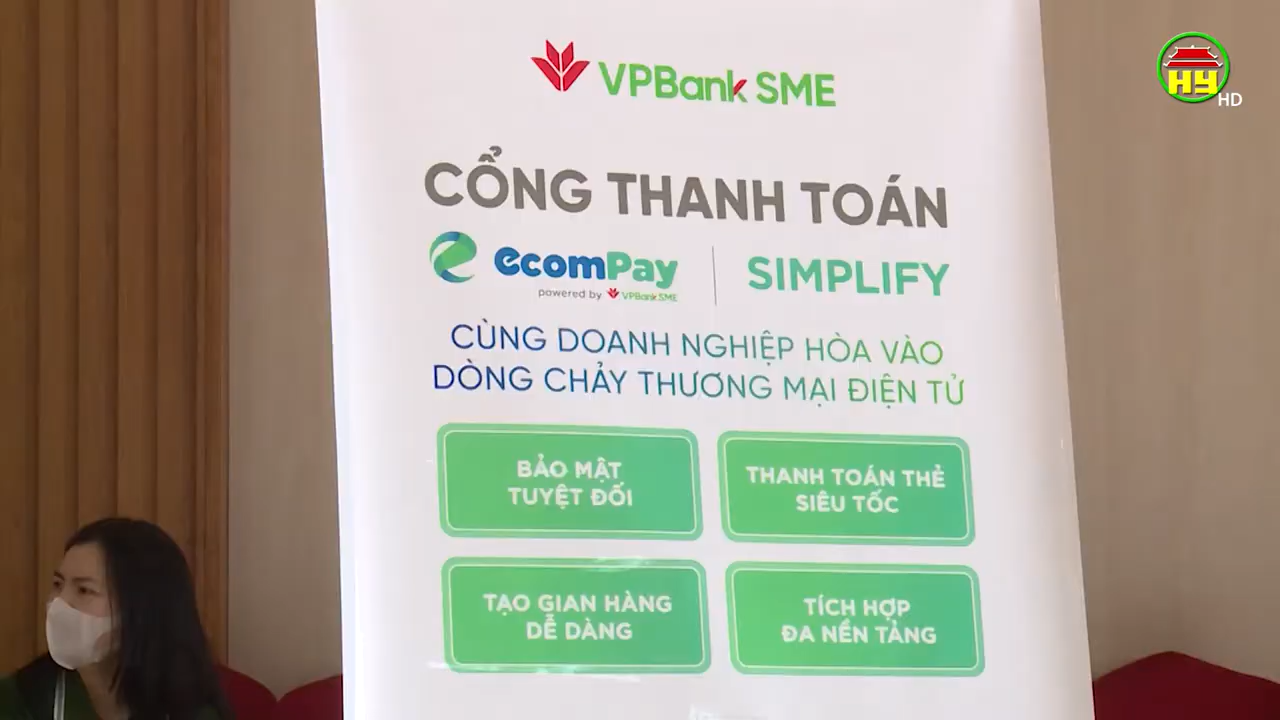 VPBank SME
HY HD
CỔNG THANH TOÁN
ecomPay
SIMPLIFY
powered by VPBank SME
CÙNG DOANH NGHIỆP HÒA VÀO
DÒNG CHẢY THƯƠNG MẠI ĐIỆN TỬ
BẢO MẬT
TUYỆT ĐỐI
THANH TOÁN THẺ
SIÊU TỐC
TẠO GIAN HÀNG
DỄ DÀNG
TÍCH HỢP
ĐA NỀN TẢNG